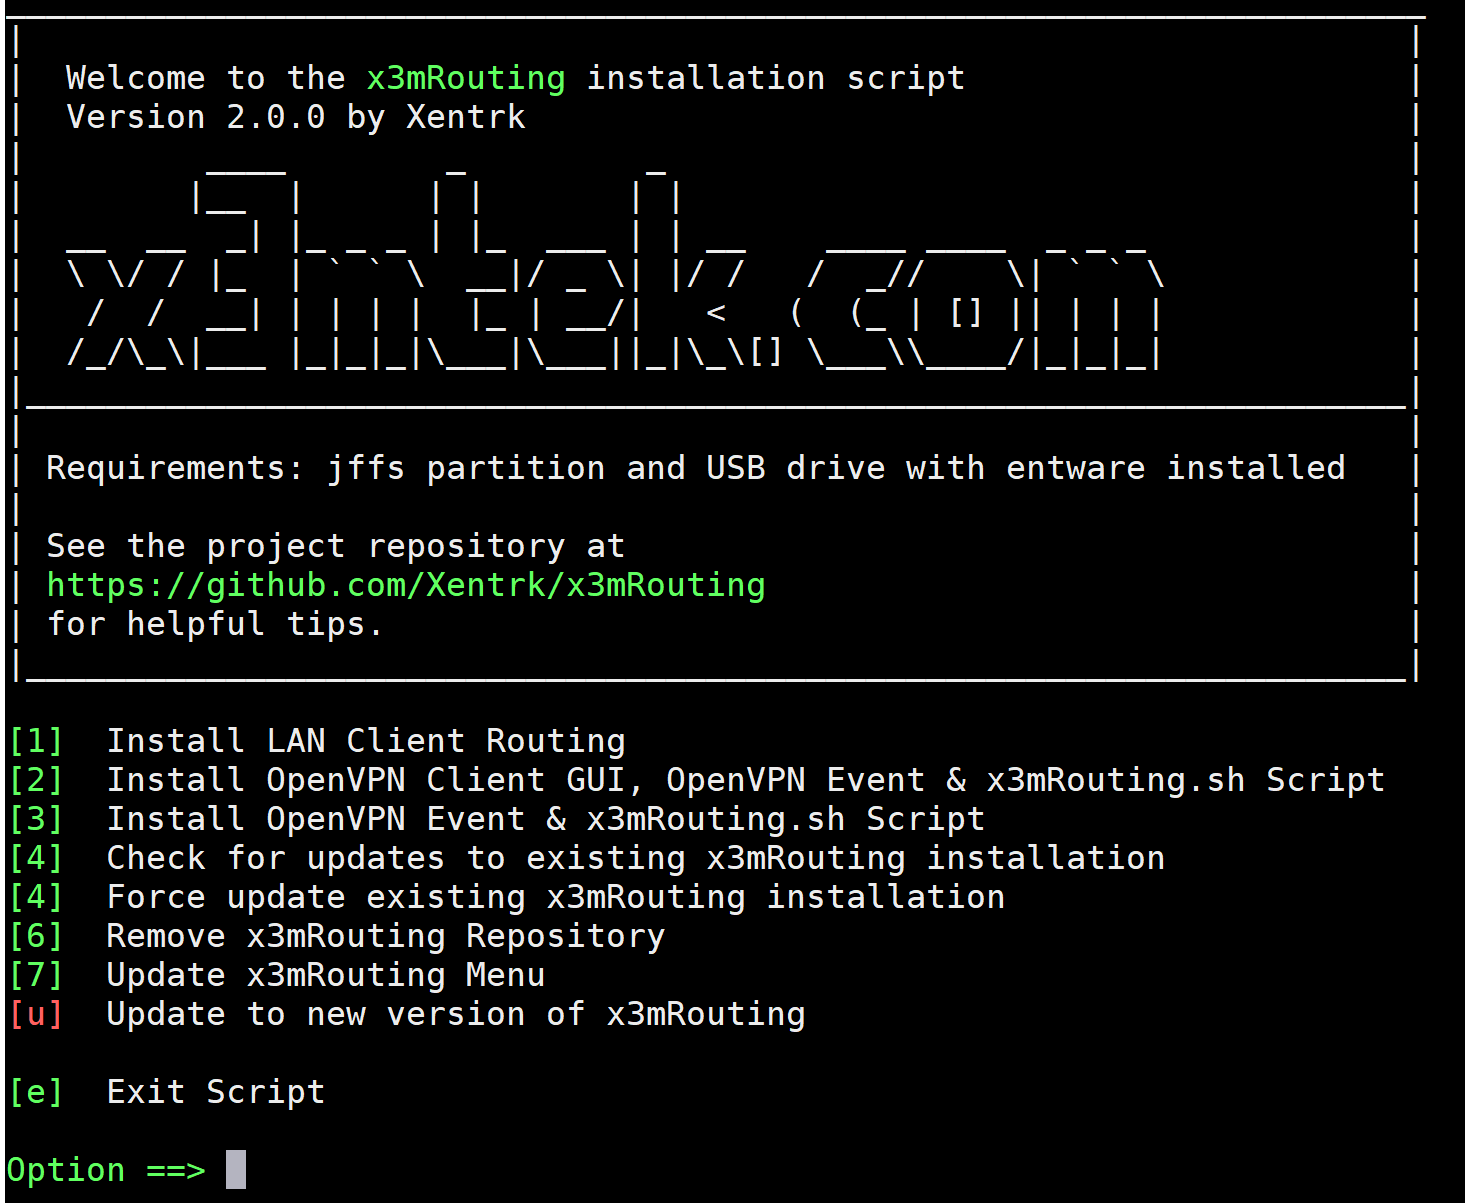 Welcome to the x3mRouting installation script
Version 2.0.0 by Xentrk
x3mtek.com
Requirements: jffs partition and USB drive with entware installed
See the project repository at
https://github.com/Xentrk/x3mRouting
for helpful tips.
[1] Install LAN Client Routing
[2] Install OpenVPN Client GUI, OpenVPN Event & x3mRouting.sh Script
[3] Install OpenVPN Event & x3mRouting.sh Script
[4] Check for updates to existing x3mRouting installation
[4] Force update existing x3mRouting installation
[6] Remove x3mRouting Repository
[7] Update x3mRouting Menu
[u] Update to new version of x3mRouting
[e] Exit Script
Option ==>